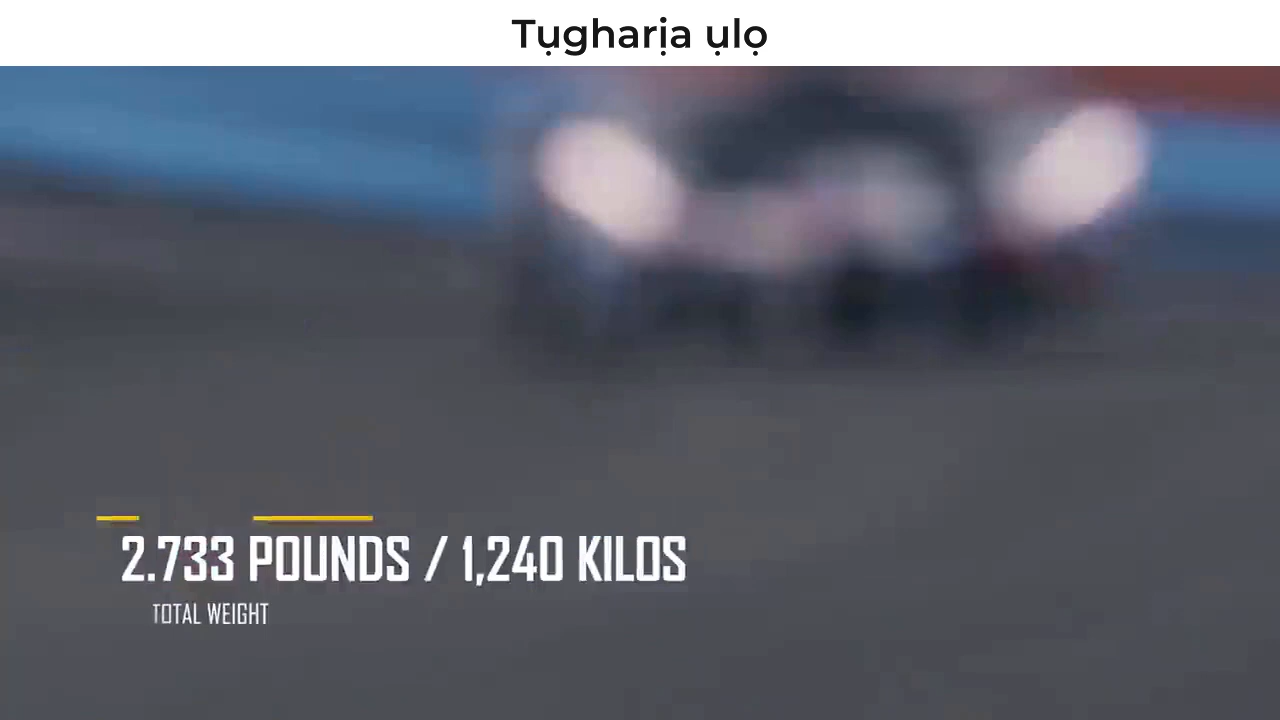 Tụgharịa ụlọ
2.733 POUNDS / 1,240 KILOS
TOTAL WEIGHT